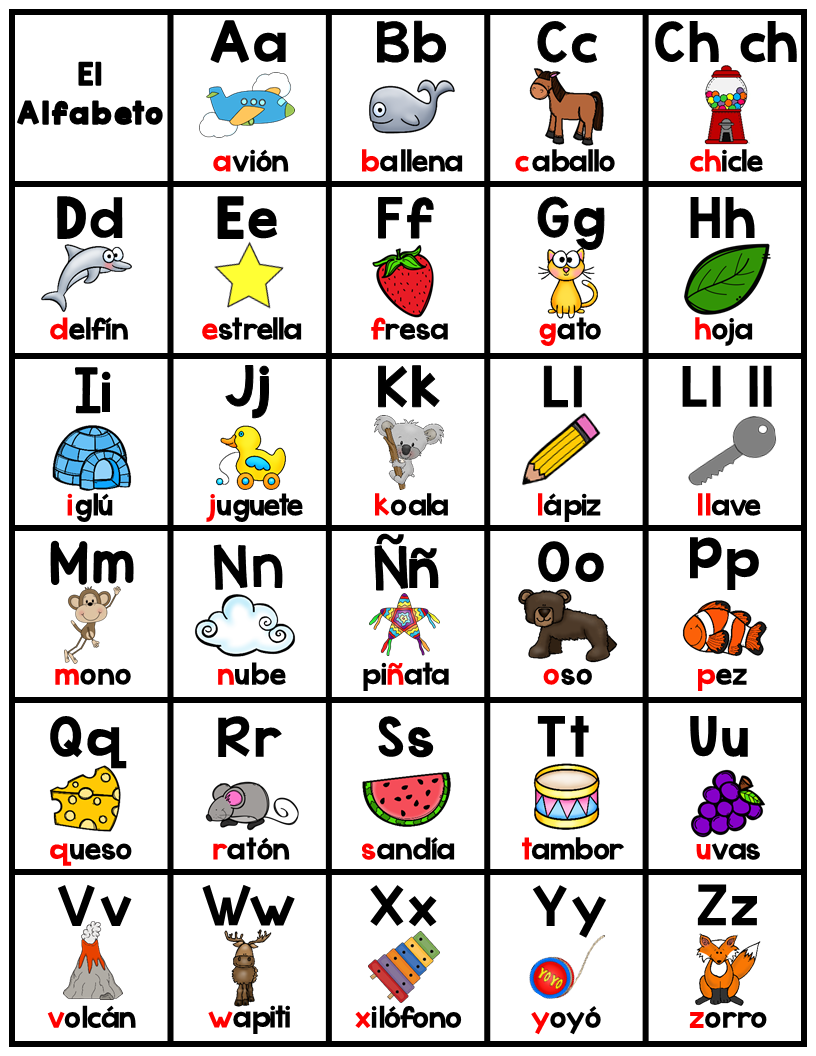 El
Alfabeto
Aa
avión
Bb
ballena
Cc
caballo
Ch ch
chicle
Dd
delfín
Ee
estrella
Ff
fresa
Gg
gato
Hh
hoja
Ii
iglú
Jj
juguete
Kk
koala
Ll
lápiz
Ll ll
llave
Mm
mono
Nn
nube
Ññ
piñata
Oo
oso
Pp
pez
Qq
queso
Rr
ratón
Ss
sandía
Tt
tambor
Uu
uvas
Vv
volcán
Ww
wapiti
Xx
xilófono
Yy
YOYO
yoyó
Zz
zorro